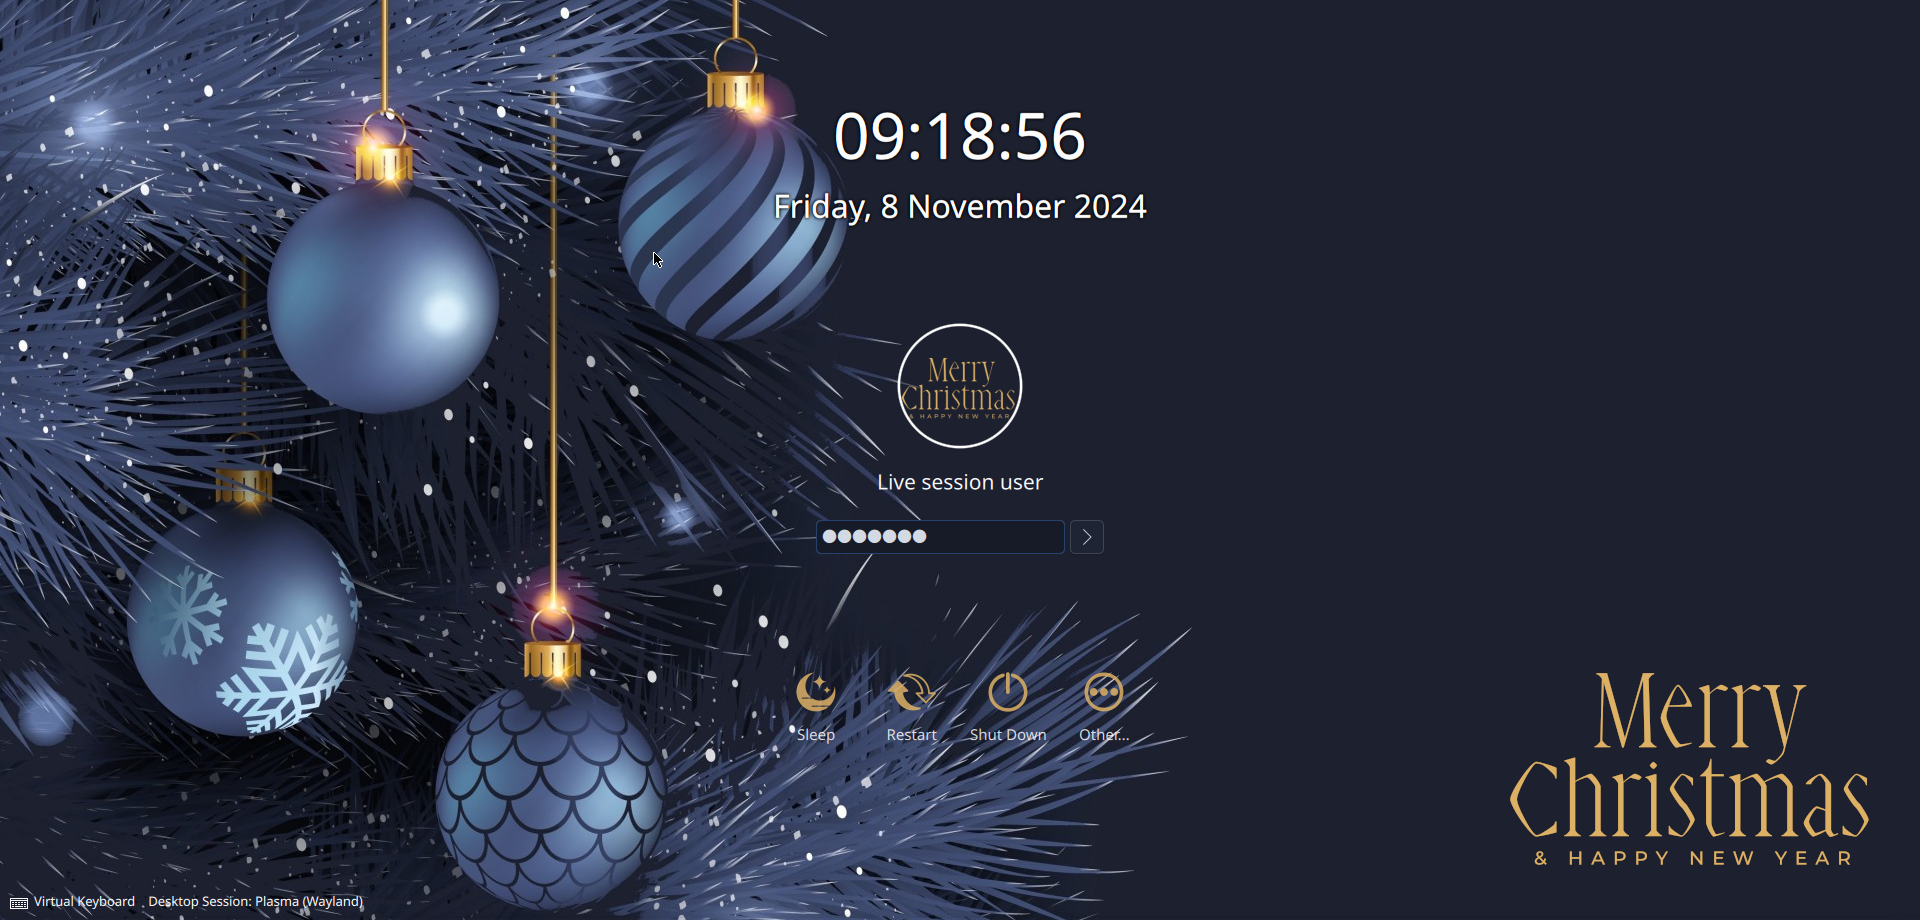 09:18:56
Friday, 8 November 2024
Merry
Christmas
& HAPPY NEW YEAR
Live session user
Sleep
Restart
Shut Down
Other...
Merry
Christmas
& HAPPY NEW YEAR
Virtual Keyboard
Desktop Session: Plasma (Wayland)